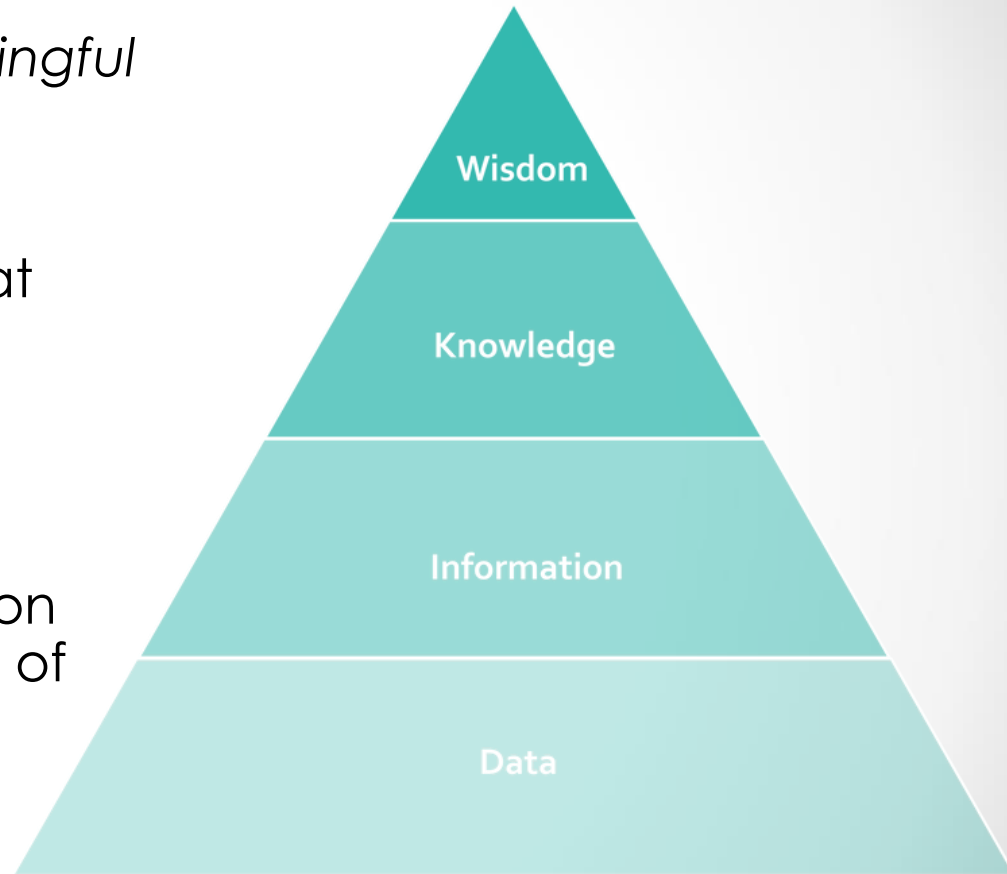 ingful
Wisdom
at
Knowledge
Information
on
of
Data